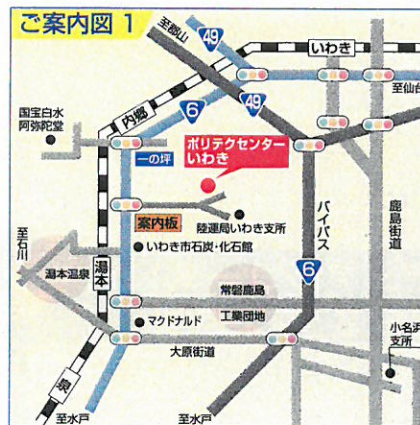 ご案内図 1
至郡山
49
いわき
至仙台
内郷
6
49
国宝白水
阿弥陀堂
一の坪
ポリテクセンター
いわき
案内板
陸運局いわき支所
バイパス
鹿島街道
至石川
湯本温泉
湯本
いわき市石炭・化石館
6
常磐鹿島
工業団地
マクドナルド
大原街道
小名浜
支所
泉
至水戸
至水戸